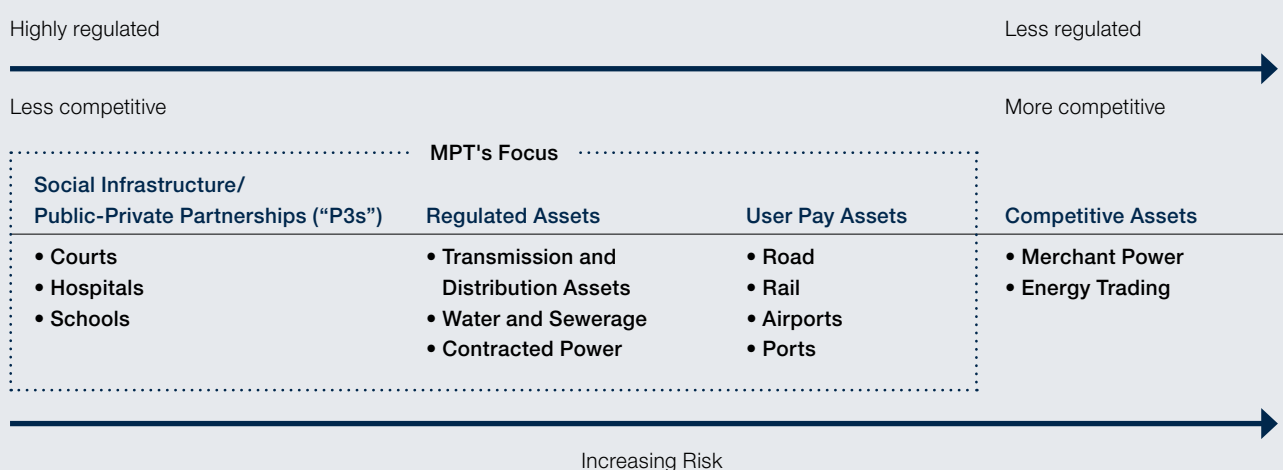 Highly regulated
Less regulated
Less competitive
More competitive
MPT's Focus
Social Infrastructure/
Public-Private Partnerships (“P3s”)
• Courts
• Hospitals
• Schools
Regulated Assets
• Transmission and
Distribution Assets
• Water and Sewerage
• Contracted Power
User Pay Assets
• Road
• Rail
• Airports
• Ports
Competitive Assets
• Merchant Power
• Energy Trading
Increasing Risk